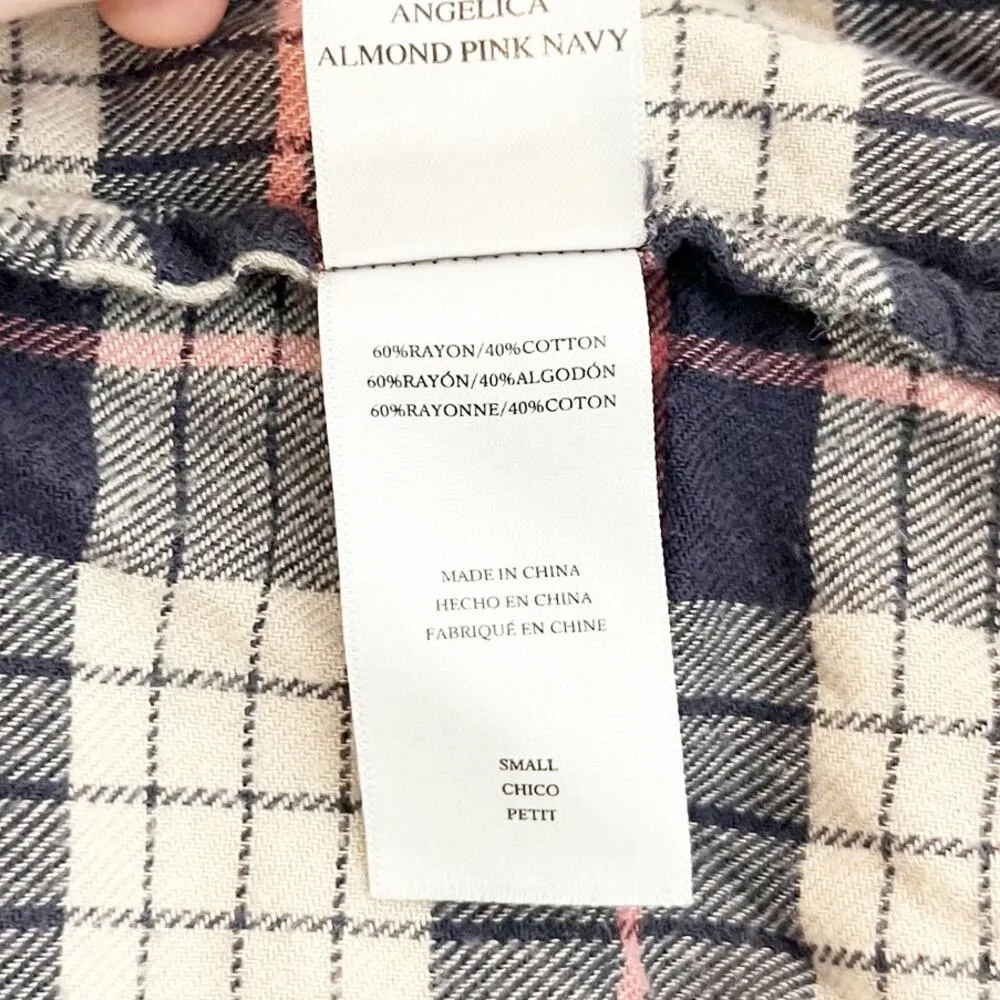 ANGELICA
ALMOND PINK NAVY
60%RAYON/40%COTTON
60%RAYÓN/40%ALGODÓN
60%RAYONNE/40%COTON
MADE IN CHINA
HECHO EN CHINA
FABRIQUÉ EN CHINE
SMALL
CHICO
PETIT